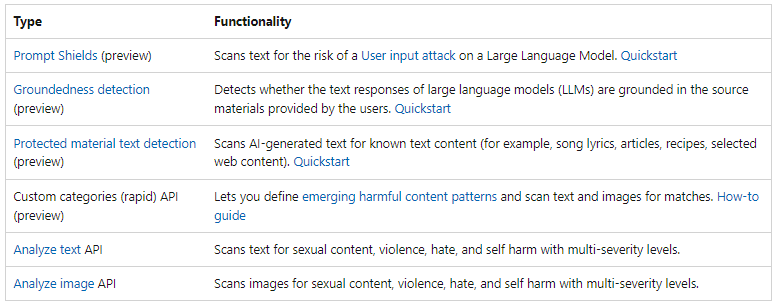 Type
Functionality
Prompt Shields (preview)
Scans text for the risk of a User input attack on a Large Language Model. Quickstart
Groundedness detection
(preview)
Detects whether the text responses of large language models (LLMs) are grounded in the source
materials provided by the users. Quickstart
Protected material text detection
(preview)
Scans AI-generated text for known text content (for example, song lyrics, articles, recipes, selected
web content). Quickstart
Custom categories (rapid) API
(preview)
Lets you define emerging harmful content patterns and scan text and images for matches. How-to
guide
Analyze text API
Scans text for sexual content, violence, hate, and self harm with multi-severity levels.
Analyze image API
Scans images for sexual content, violence, hate, and self harm with multi-severity levels.